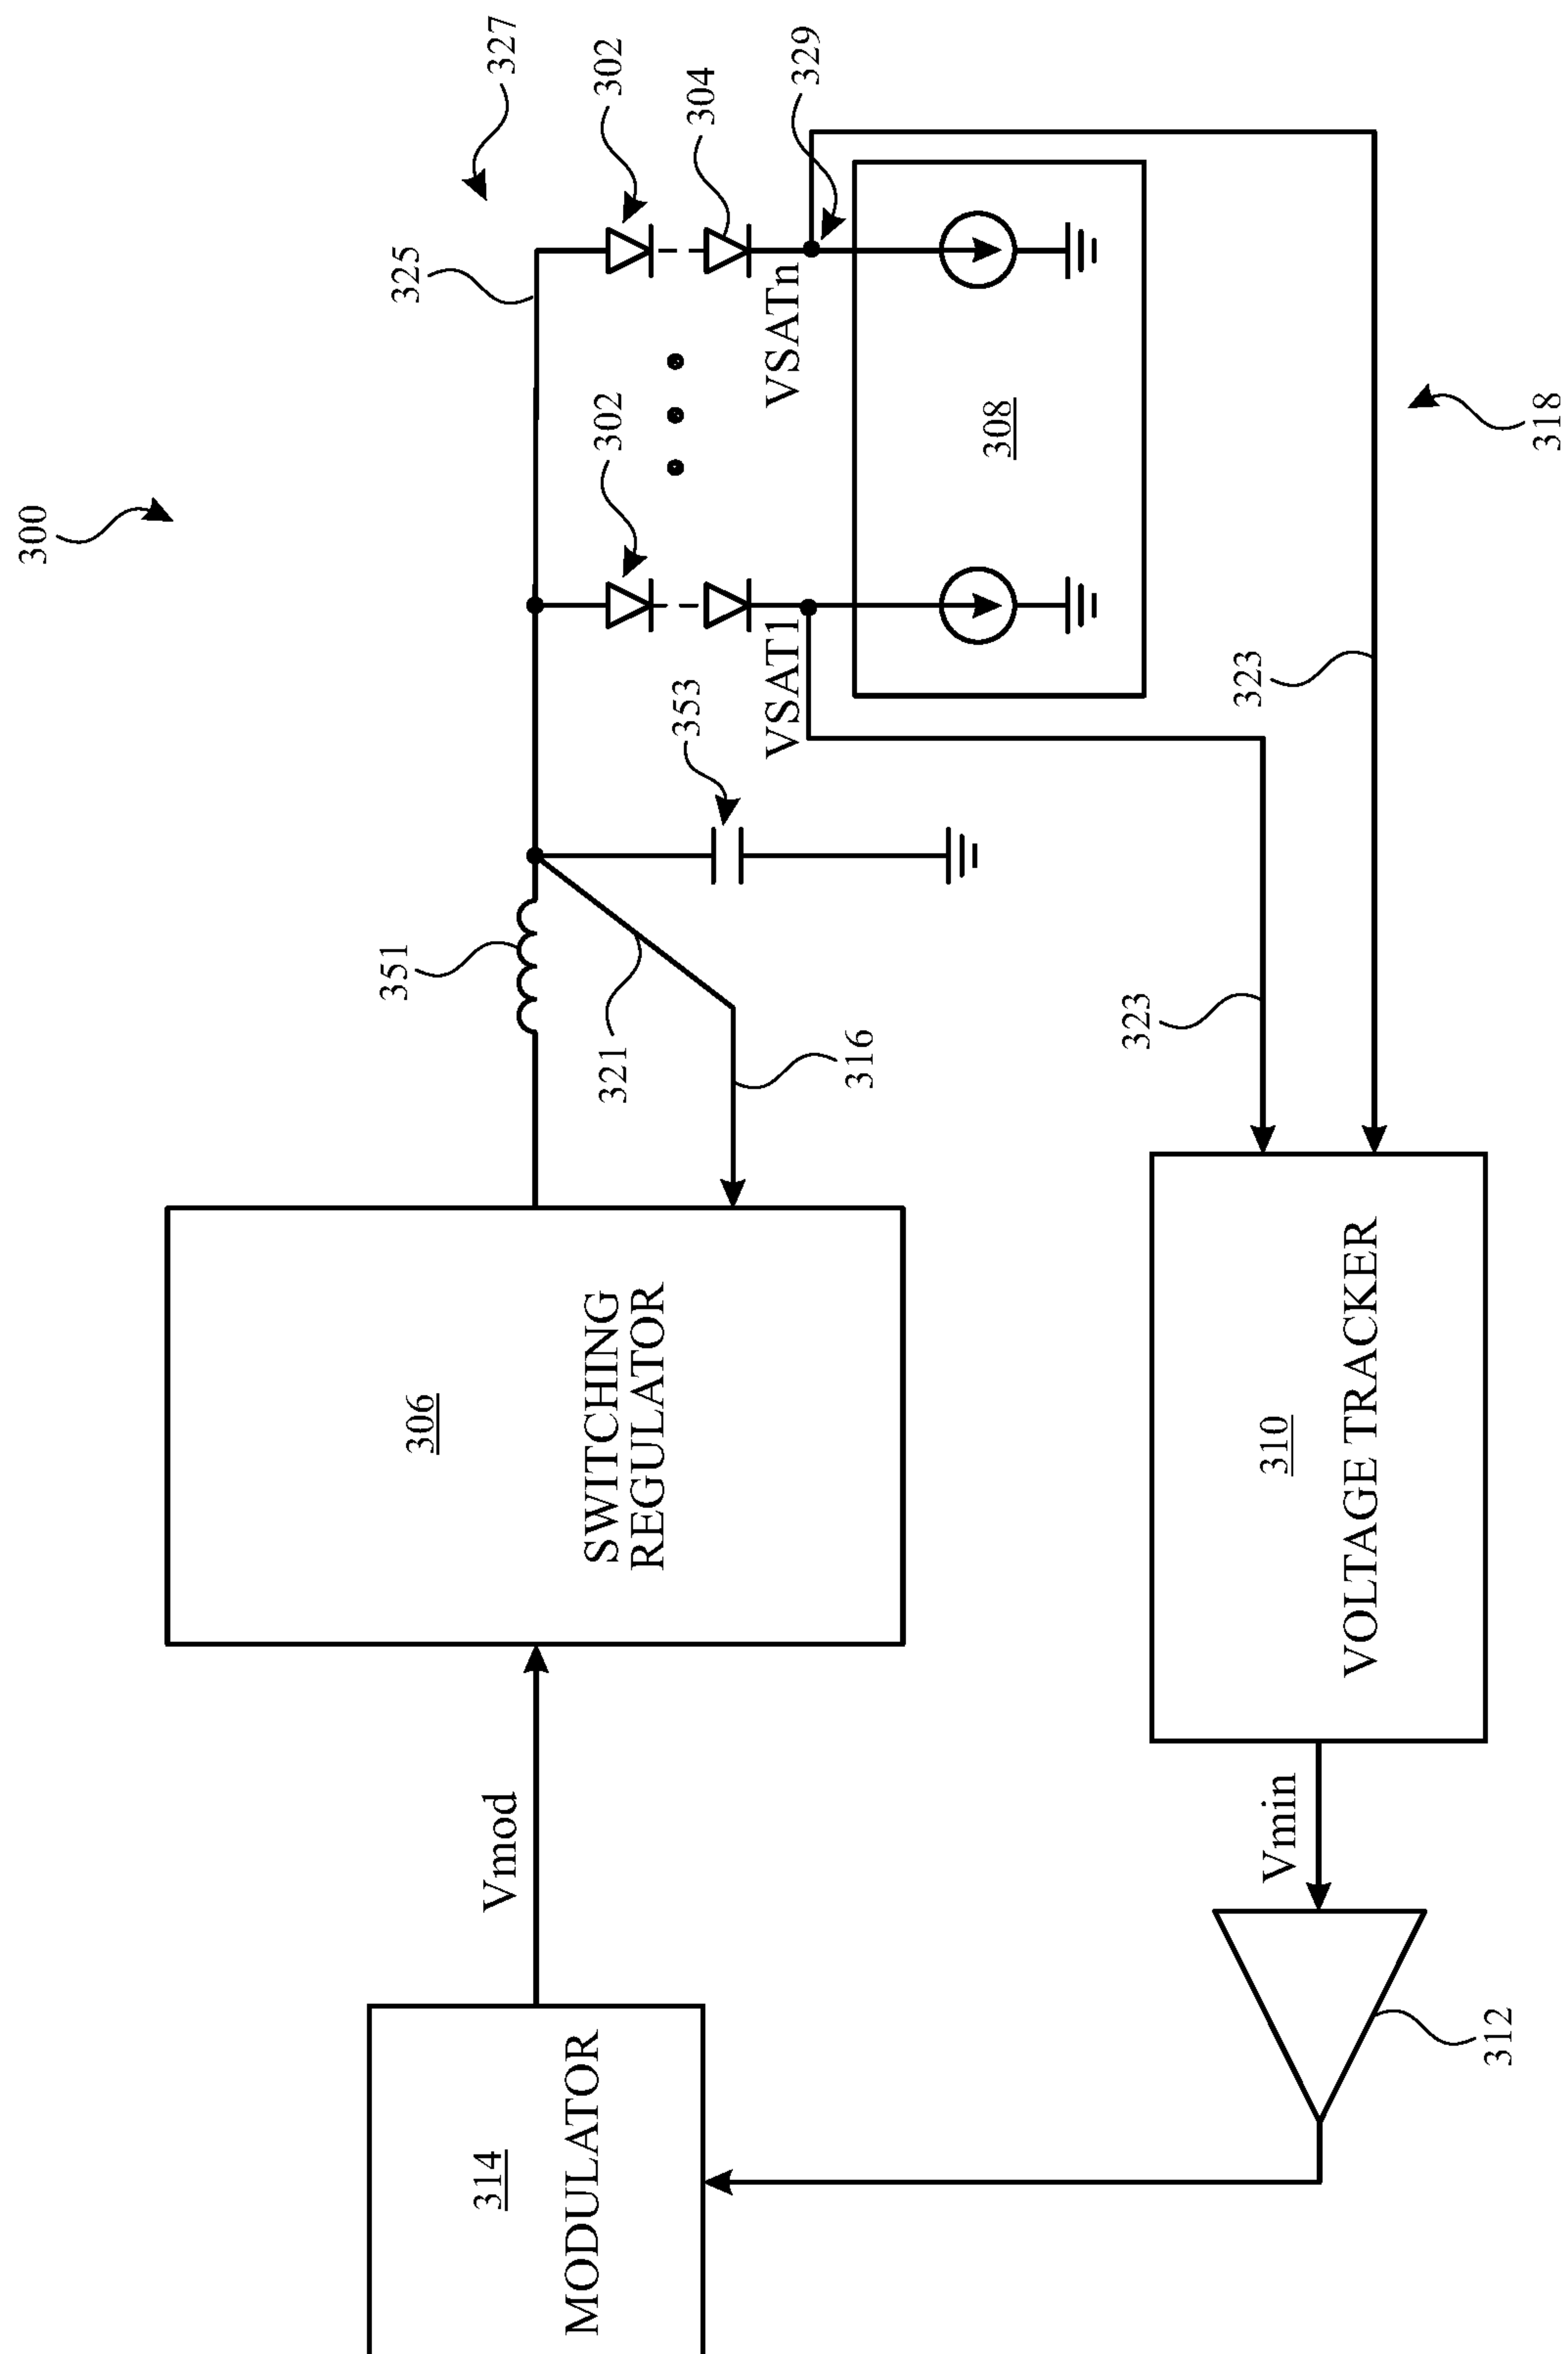 300
327
302
304
329
325
302
VSATn
308
318
353
VSAT1
351
321
316
323
323
306
SWITCHING
REGULATOR
310
VOLTAGE TRACKER
Vmod
Vmin
314
MODULATOR
312